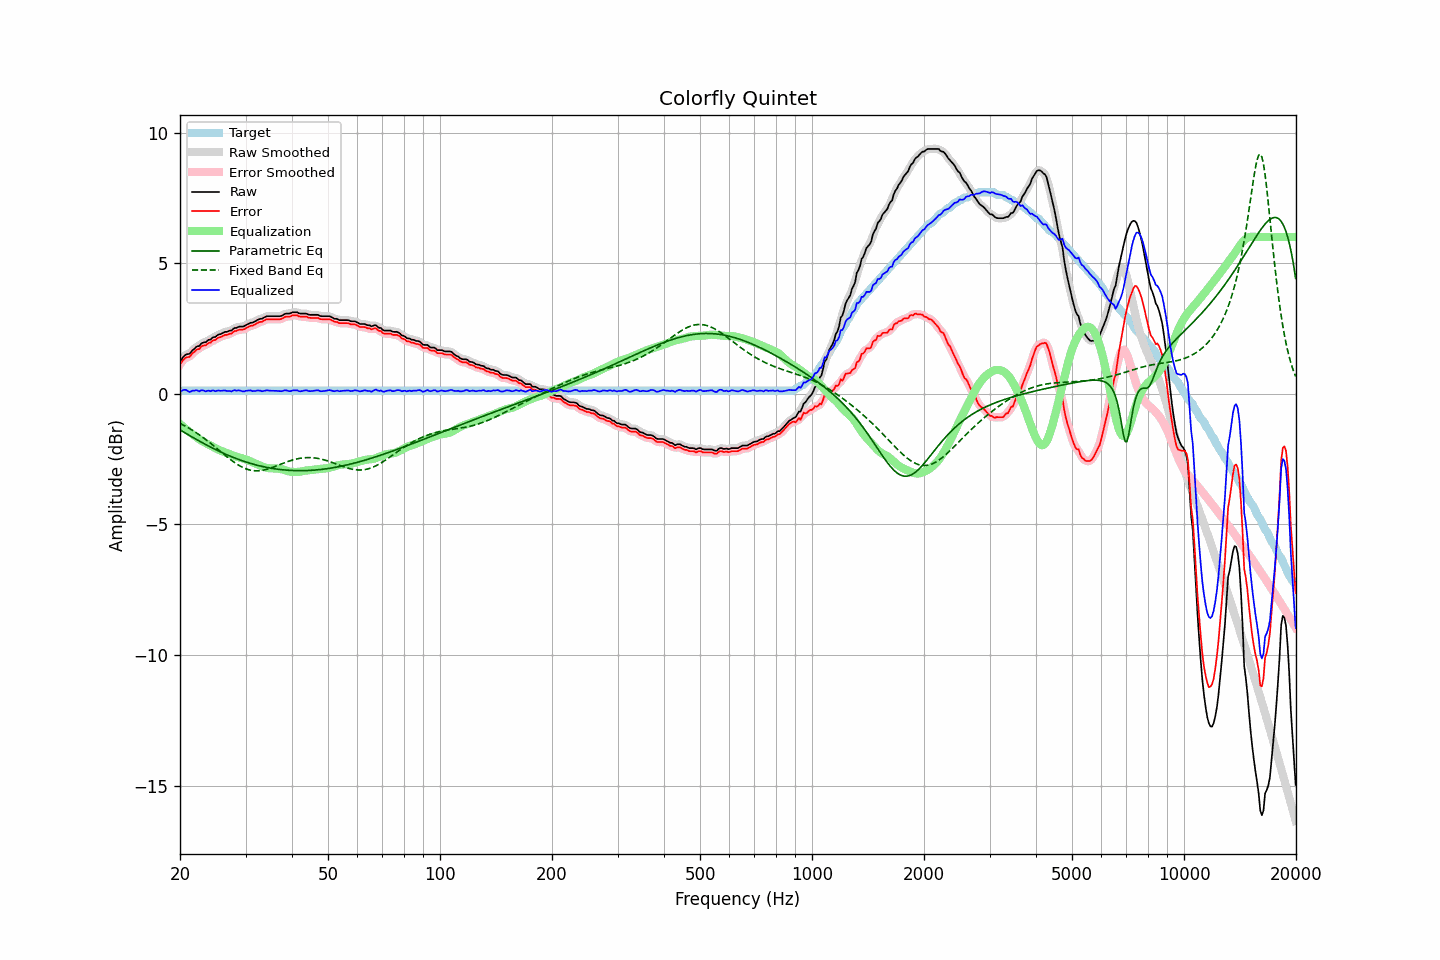 Colorfly Quintet
Target
Raw Smoothed
Error Smoothed
Raw
Error
Equalization
Parametric Eq
Fixed Band Eq
Equalized
10
5
0
−5
−10
−15
Amplitude (dBr)
20 50 100 200 500 1000 2000 5000 10000 20000
Frequency (Hz)